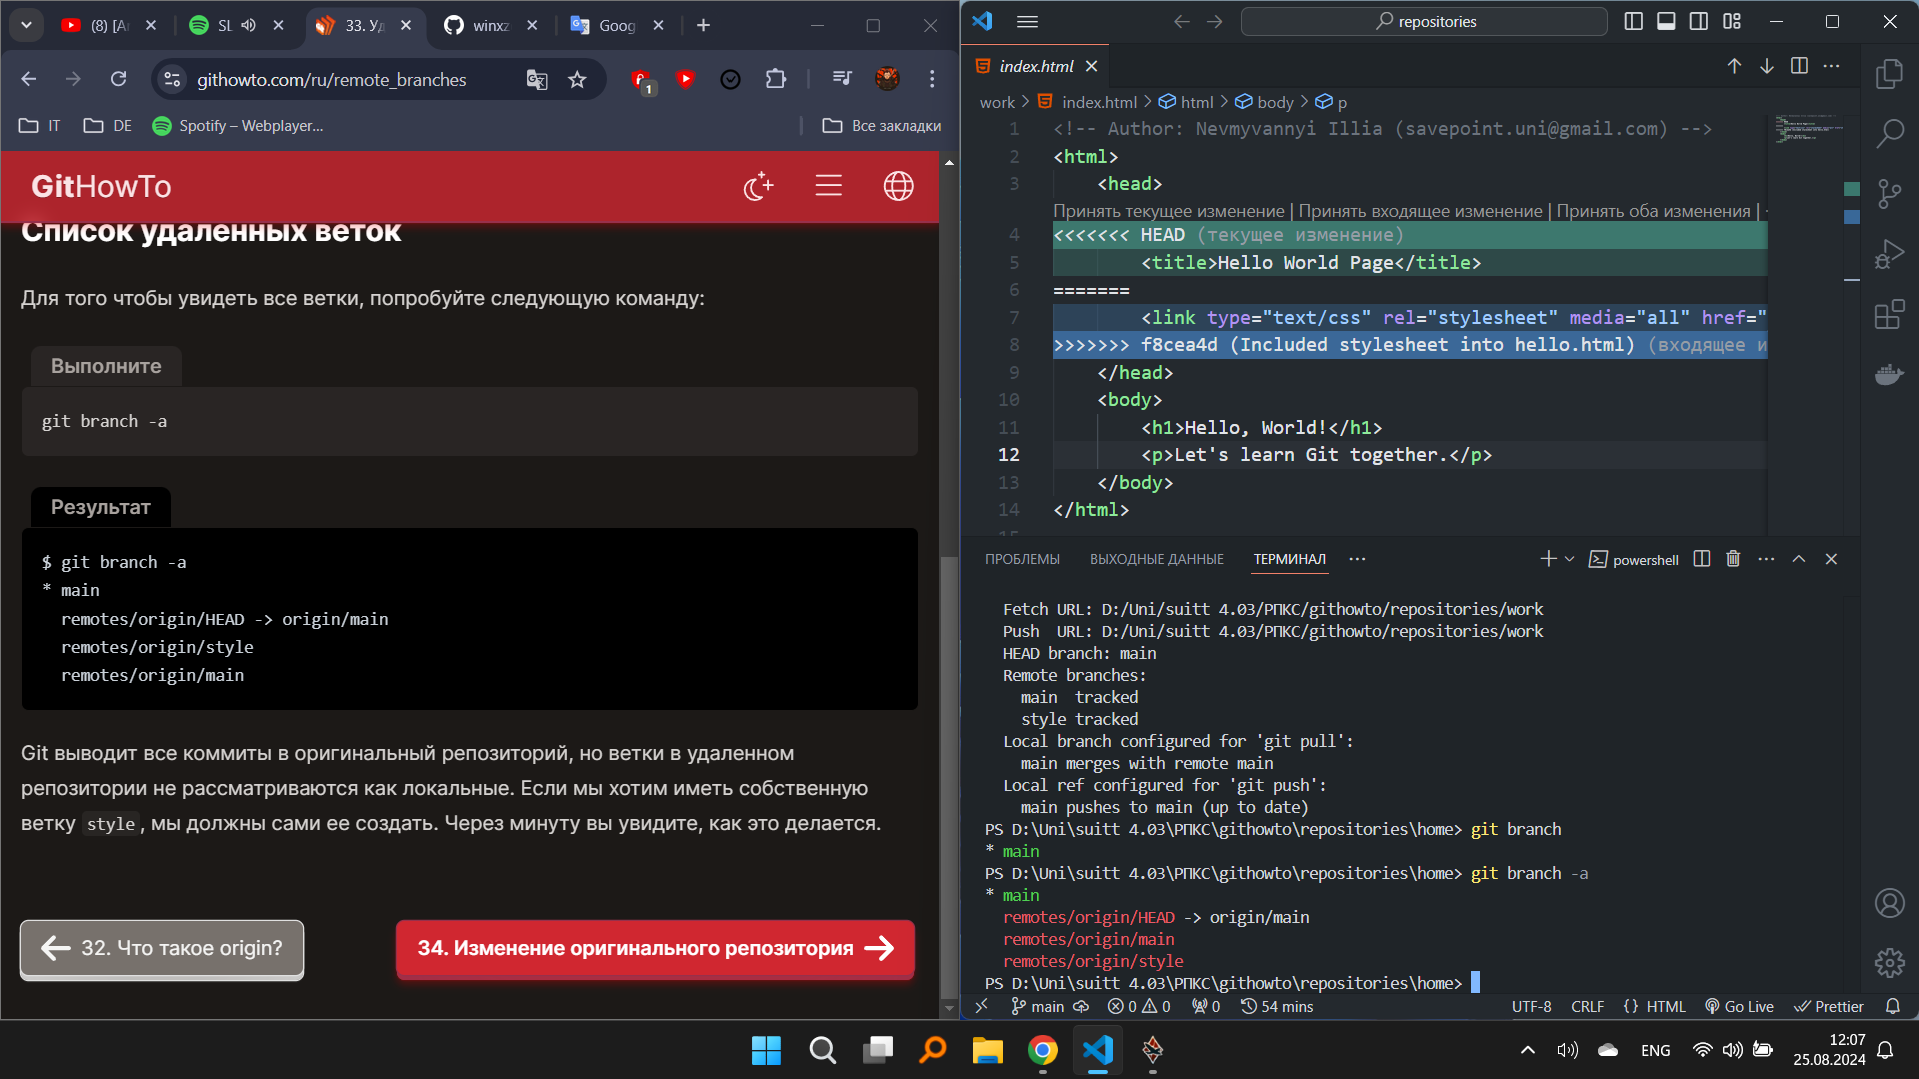 (8) [Ar
SL
33. Уд
winxz
Goog
githowto.com/ru/remote_branches
1
IT
DE
Spotify – Webplayer...
Все закладки
GitHowTo
Список удаленных веток
Для того чтобы увидеть все ветки, попробуйте следующую команду:
Выполните
git branch -a
Результат
$ git branch -a
* main
remotes/origin/HEAD -> origin/main
remotes/origin/style
remotes/origin/main
Git выводит все коммиты в оригинальный репозиторий, но ветки в удаленном
репозитории не рассматриваются как локальные. Если мы хотим иметь собственную
ветку style, мы должны сами ее создать. Через минуту вы увидите, как это делается.
32. Что такое origin?
34. Изменение оригинального репозитория
repositories
index.html
work > index.html > html > body > p
1 <!-- Author: Nevmyvannyi Illia (savepoint.uni@gmail.com) -->
2 <html>
3 <head>
Принять текущее изменение | Принять входящее изменение | Принять оба изменения |
4 <<<<<<< HEAD (текущее изменение)
5 <title>Hello World Page</title>
6 =======
7 <link type="text/css" rel="stylesheet" media="all" href="
8 >>>>>>> f8cea4d (Included stylesheet into hello.html) (входящее и
9 </head>
10 <body>
11 <h1>Hello, World!</h1>
12 <p>Let's learn Git together.</p>
13 </body>
14 </html>
15
ПРОБЛЕМЫ ВЫХОДНЫЕ ДАННЫЕ ТЕРМИНАЛ
powershell
Fetch URL: D:/Uni/suitt 4.03/РПКС/githowto/repositories/work
Push  URL: D:/Uni/suitt 4.03/РПКС/githowto/repositories/work
HEAD branch: main
Remote branches:
main  tracked
style tracked
Local branch configured for 'git pull':
main merges with remote main
Local ref configured for 'git push':
main pushes to main (up to date)
PS D:\Uni\suitt 4.03\РПКС\githowto\repositories\home> git branch
* main
PS D:\Uni\suitt 4.03\РПКС\githowto\repositories\home> git branch -a
* main
remotes/origin/HEAD -> origin/main
remotes/origin/main
remotes/origin/style
PS D:\Uni\suitt 4.03\РПКС\githowto\repositories\home>
main 0 0 0 54 mins UTF-8 CRLF {} HTML Go Live Prettier
ENG
12:07
25.08.2024